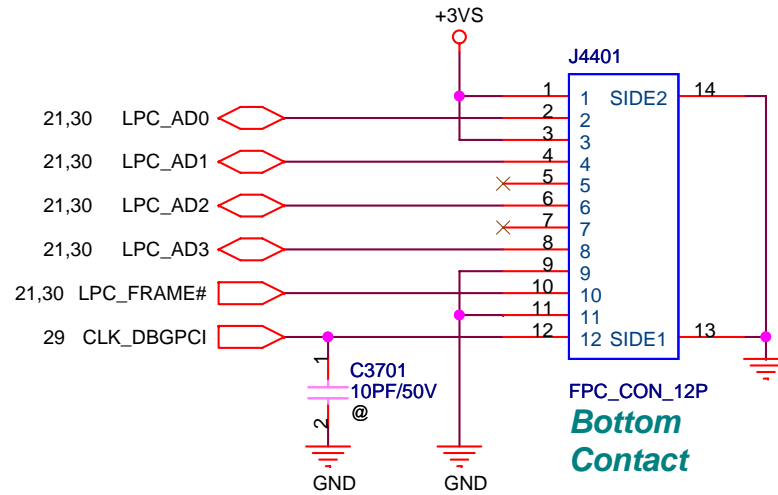 +3VS
J4401
1 1 SIDE2 14
21,30 LPC_AD0 2 2
3 3
21,30 LPC_AD1 4 4
5 5
21,30 LPC_AD2 6 6
7 7
21,30 LPC_AD3 8 8
9 9
21,30 LPC_FRAME# 10 10
11 11
29 CLK_DBGPCI 12 12 SIDE1 13
1
C3701
10PF/50V
@
2
FPC_CON_12P
Bottom
Contact
GND GND